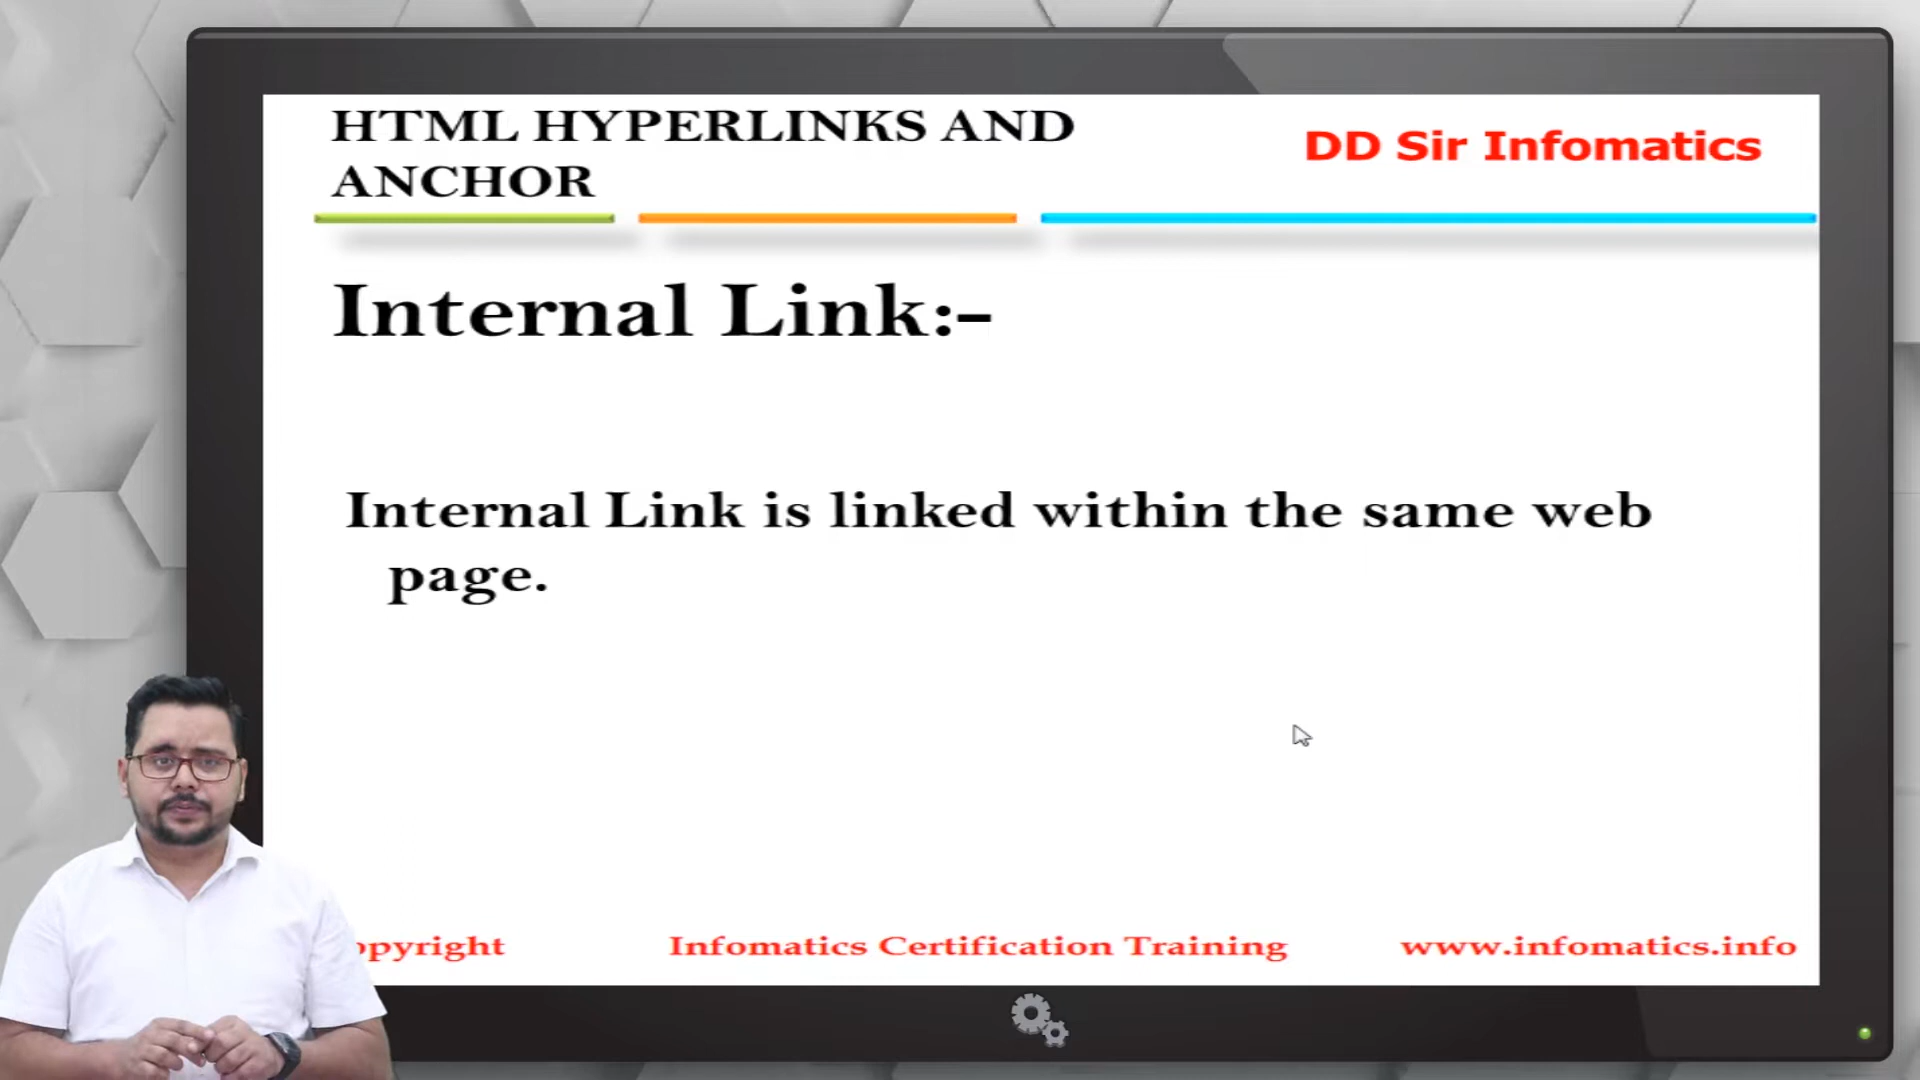 HTML HYPERLINKS AND
ANCHOR
DD Sir Infomatics
Internal Link:-
Internal Link is linked within the same web
page.
opyright
Infomatics Certification Training
www.infomatics.info